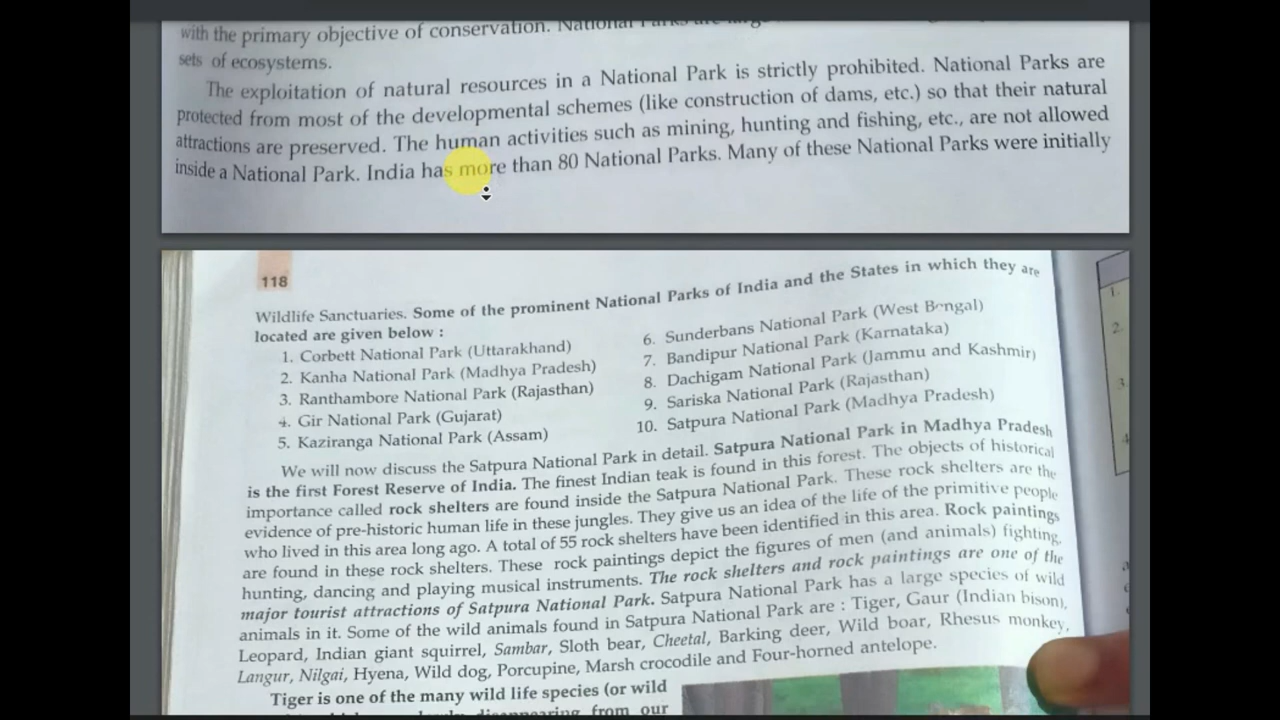 with the primary objective of conservation. National Parks are
sets of ecosystems.
The exploitation of natural resources in a National Park is strictly prohibited. National Parks are
protected from most of the developmental schemes (like construction of dams, etc.) so that their natural
attractions are preserved. The human activities such as mining, hunting and fishing, etc., are not allowed
inside a National Park. India has more than 80 National Parks. Many of these National Parks were initially
118
Wildlife Sanctuaries. Some of the prominent National Parks of India and the States in which they are
located are given below :
1. Corbett National Park (Uttarakhand)
2. Kanha National Park (Madhya Pradesh)
3. Ranthambore National Park (Rajasthan)
4. Gir National Park (Gujarat)
5. Kaziranga National Park (Assam)
6. Sunderbans National Park (West Bengal)
7. Bandipur National Park (Karnataka)
8. Dachigam National Park (Jammu and Kashmir)
9. Sariska National Park (Rajasthan)
10. Satpura National Park (Madhya Pradesh)
We will now discuss the Satpura National Park in detail. Satpura National Park in Madhya Pradesh
is the first Forest Reserve of India. The finest Indian teak is found in this forest. The objects of historical
importance called rock shelters are found inside the Satpura National Park. These rock shelters are the
evidence of pre-historic human life in these jungles. They give us an idea of the life of the primitive people
who lived in this area long ago. A total of 55 rock shelters have been identified in this area. Rock paintings
are found in these rock shelters. These rock paintings depict the figures of men (and animals) fighting,
hunting, dancing and playing musical instruments. The rock shelters and rock paintings are one of the
major tourist attractions of Satpura National Park. Satpura National Park has a large species of wild
animals in it. Some of the wild animals found in Satpura National Park are : Tiger, Gaur (Indian bison),
Leopard, Indian giant squirrel, Sambar, Sloth bear, Cheetal, Barking deer, Wild boar, Rhesus monkey,
Langur, Nilgai, Hyena, Wild dog, Porcupine, Marsh crocodile and Four-horned antelope.
Tiger is one of the many wild life species (or wild
disappearing from our
1.
2.
3.
4